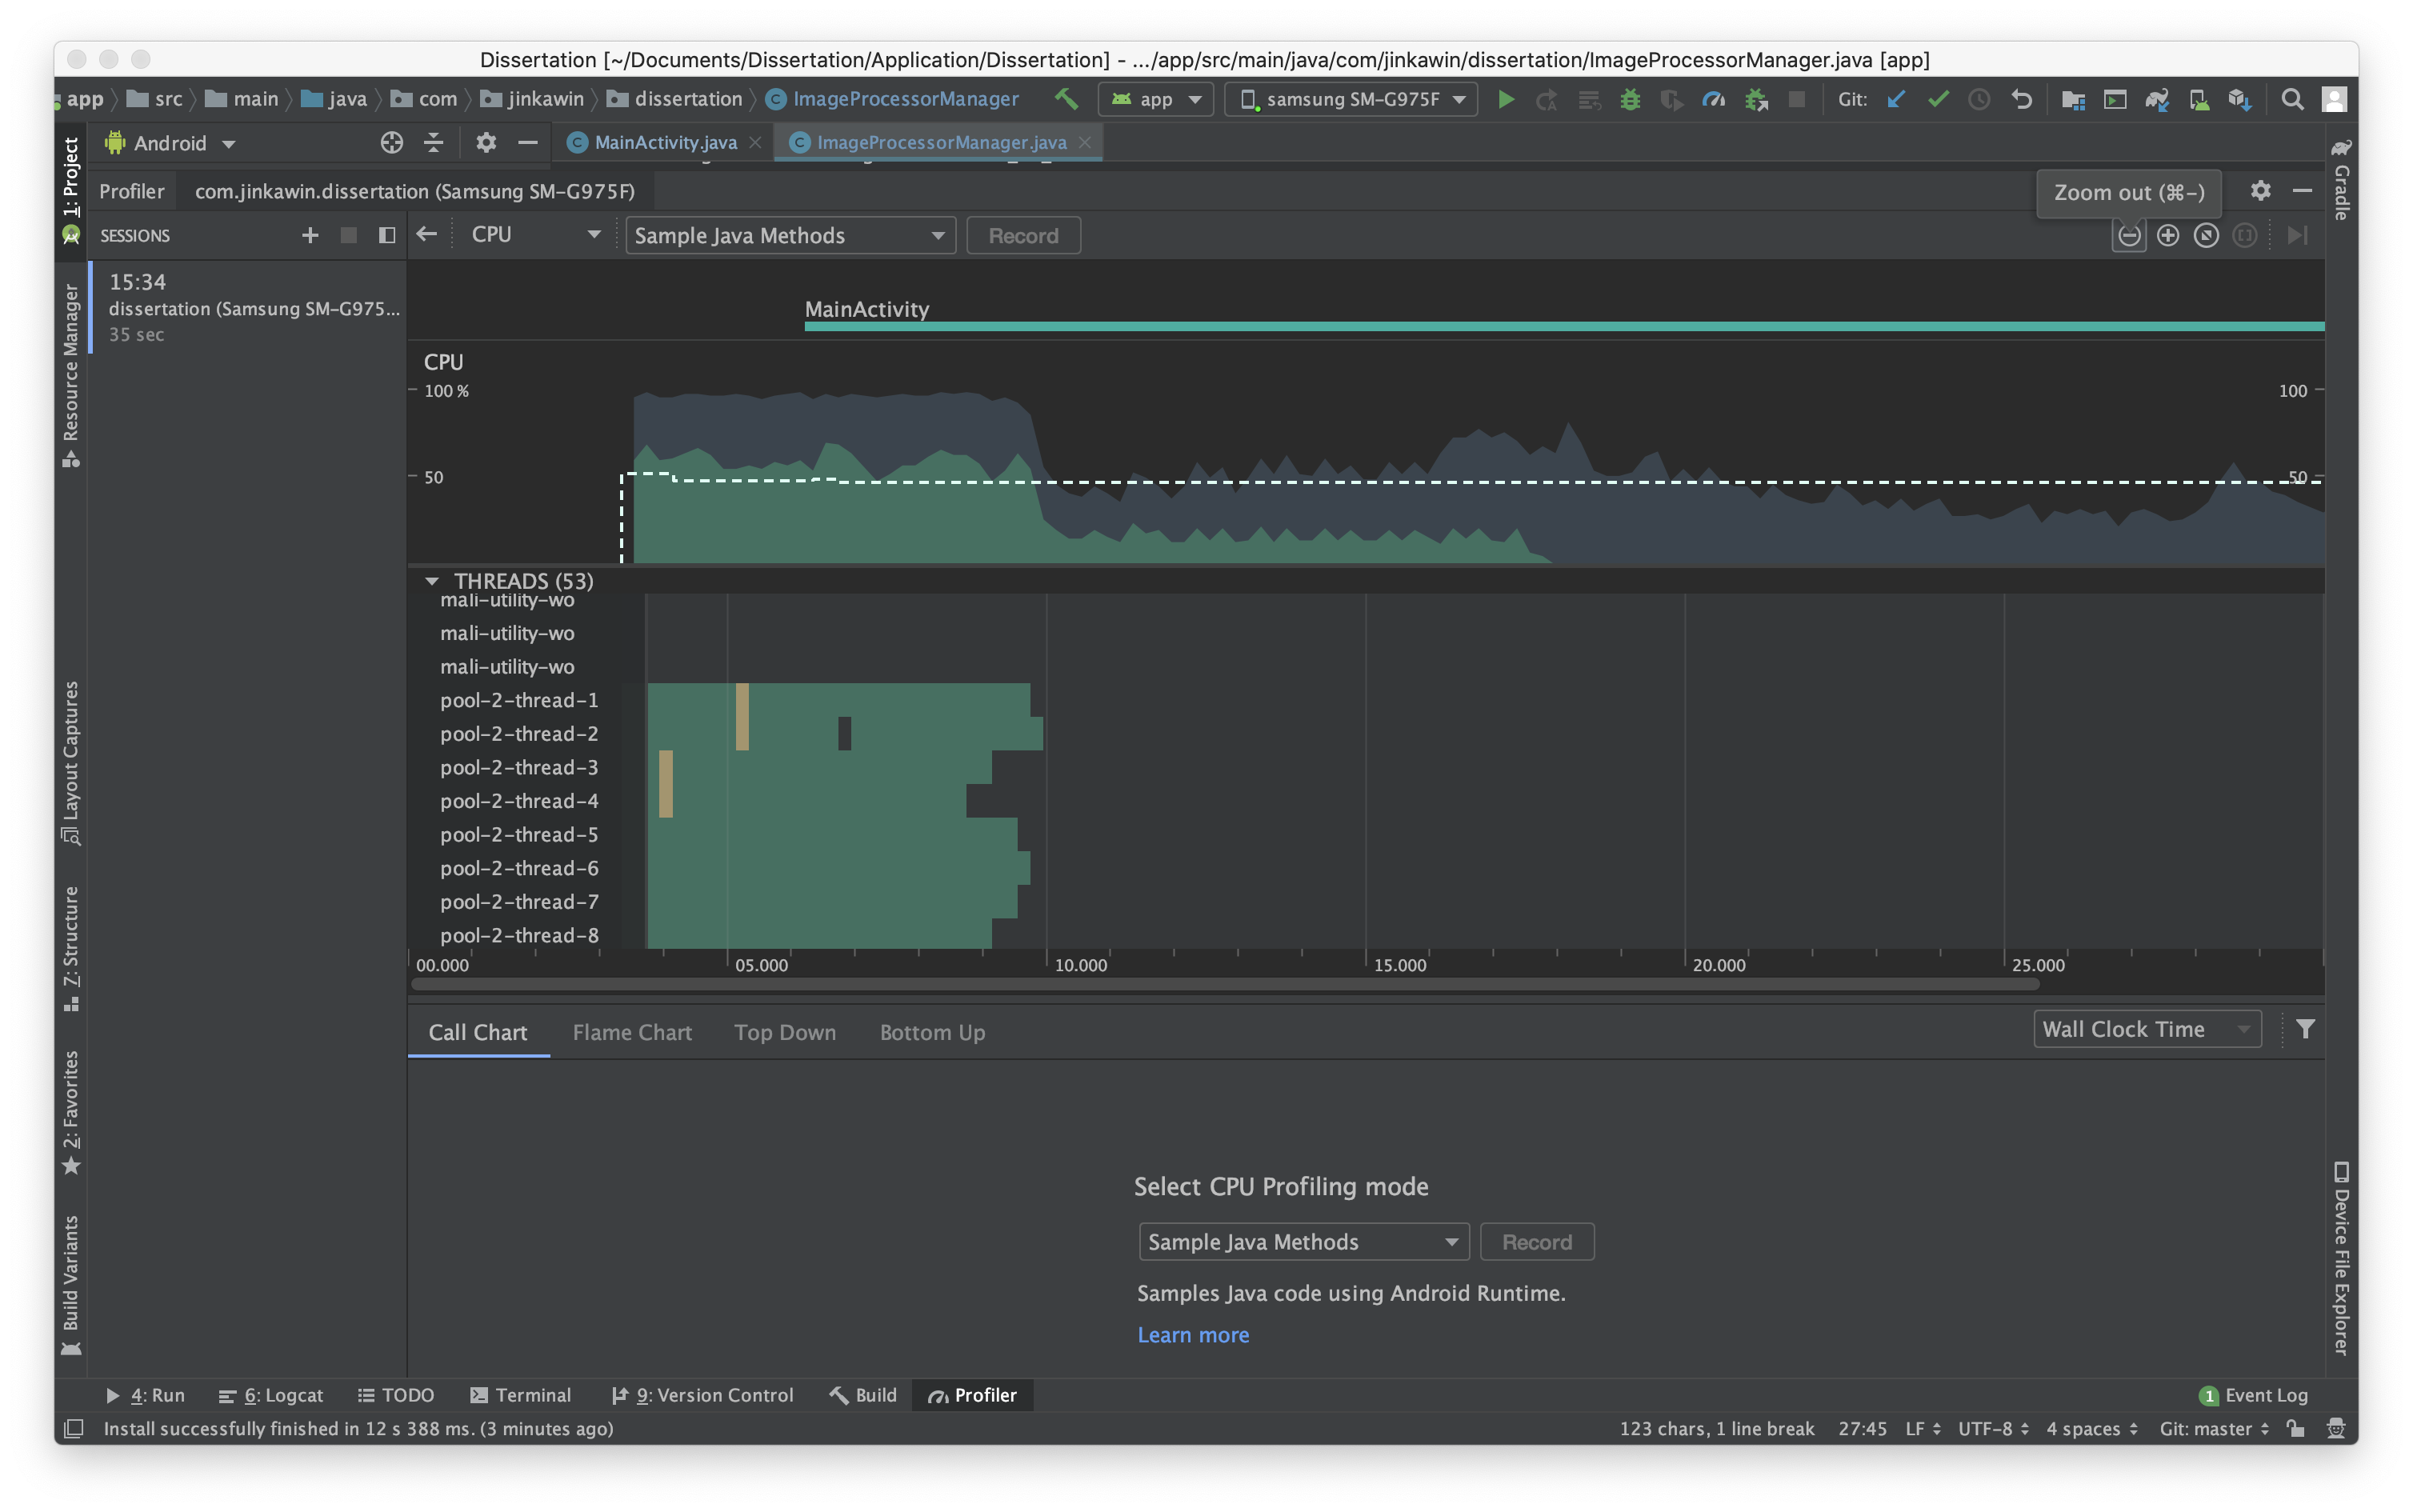 Dissertation [~/Documents/Dissertation/Application/Dissertation] – .../app/src/main/java/com/jinkawin/dissertation/ImageProcessorManager.java [app]
app src main java com jinkawin dissertation ImageProcessorManager app samsung SM-G975F Git:
Android MainActivity.java ImageProcessorManager.java
Profiler com.jinkawin.dissertation (Samsung SM-G975F)
Zoom out (⌘−)
SESSIONS CPU Sample Java Methods Record
15:34
dissertation (Samsung SM-G975...
35 sec
MainActivity
CPU
100 % 100
50 50
THREADS (53)
mali-utility-wo
mali-utility-wo
mali-utility-wo
pool-2-thread-1
pool-2-thread-2
pool-2-thread-3
pool-2-thread-4
pool-2-thread-5
pool-2-thread-6
pool-2-thread-7
pool-2-thread-8
00.000 05.000 10.000 15.000 20.000 25.000
Call Chart Flame Chart Top Down Bottom Up Wall Clock Time
Select CPU Profiling mode
Sample Java Methods Record
Samples Java code using Android Runtime.
Learn more
1: Project
Resource Manager
Layout Captures
7: Structure
2: Favorites
Build Variants
Gradle
Device File Explorer
4: Run 6: Logcat TODO Terminal 9: Version Control Build Profiler 1 Event Log
Install successfully finished in 12 s 388 ms. (3 minutes ago) 123 chars, 1 line break 27:45 LF UTF-8 4 spaces Git: master